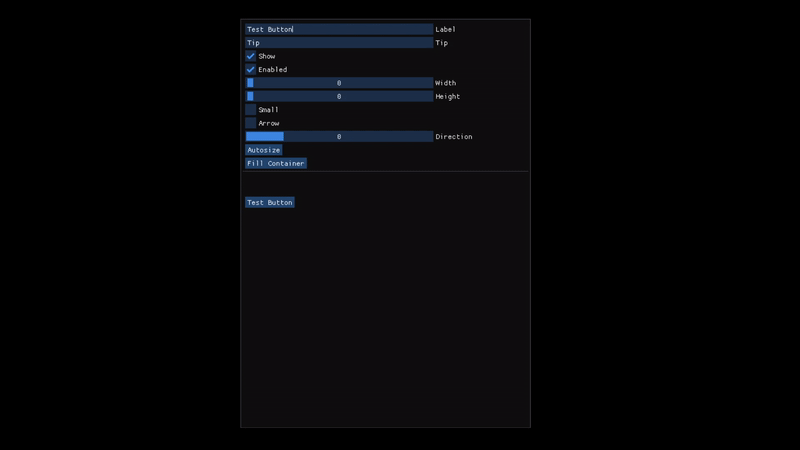 Test Button Label
Tip Tip
Show
Enabled
0 Width
0 Height
Small
Arrow
0 Direction
Autosize
Fill Container
Test Button